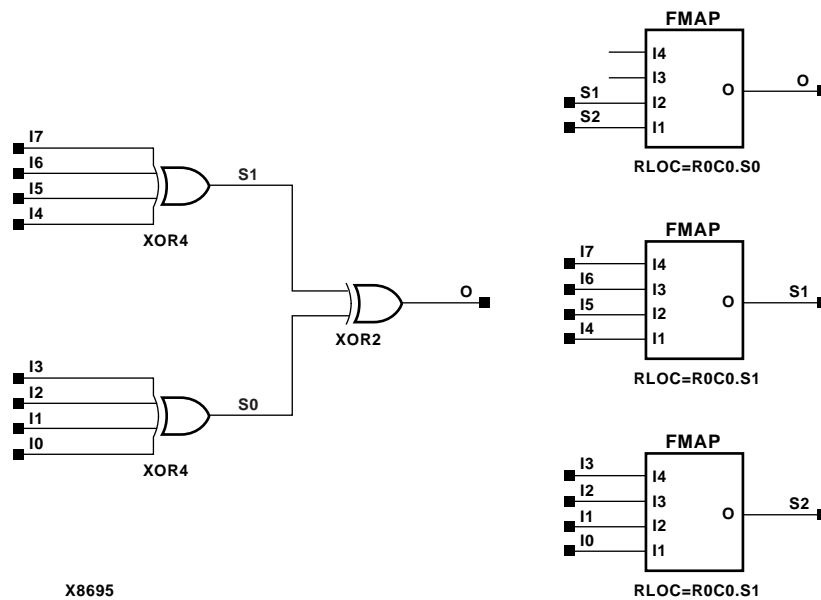 I7
I6
I5
I4
XOR4
S1
I3
I2
I1
I0
XOR4
S0
XOR2
O
X8695
FMAP
I4
I3
S1
I2
S2
I1
O
O
RLOC=R0C0.S0
FMAP
I7
I4
I6
I3
I5
I2
I4
I1
O
S1
RLOC=R0C0.S1
FMAP
I3
I4
I2
I3
I1
I2
I0
I1
O
S2
RLOC=R0C0.S1